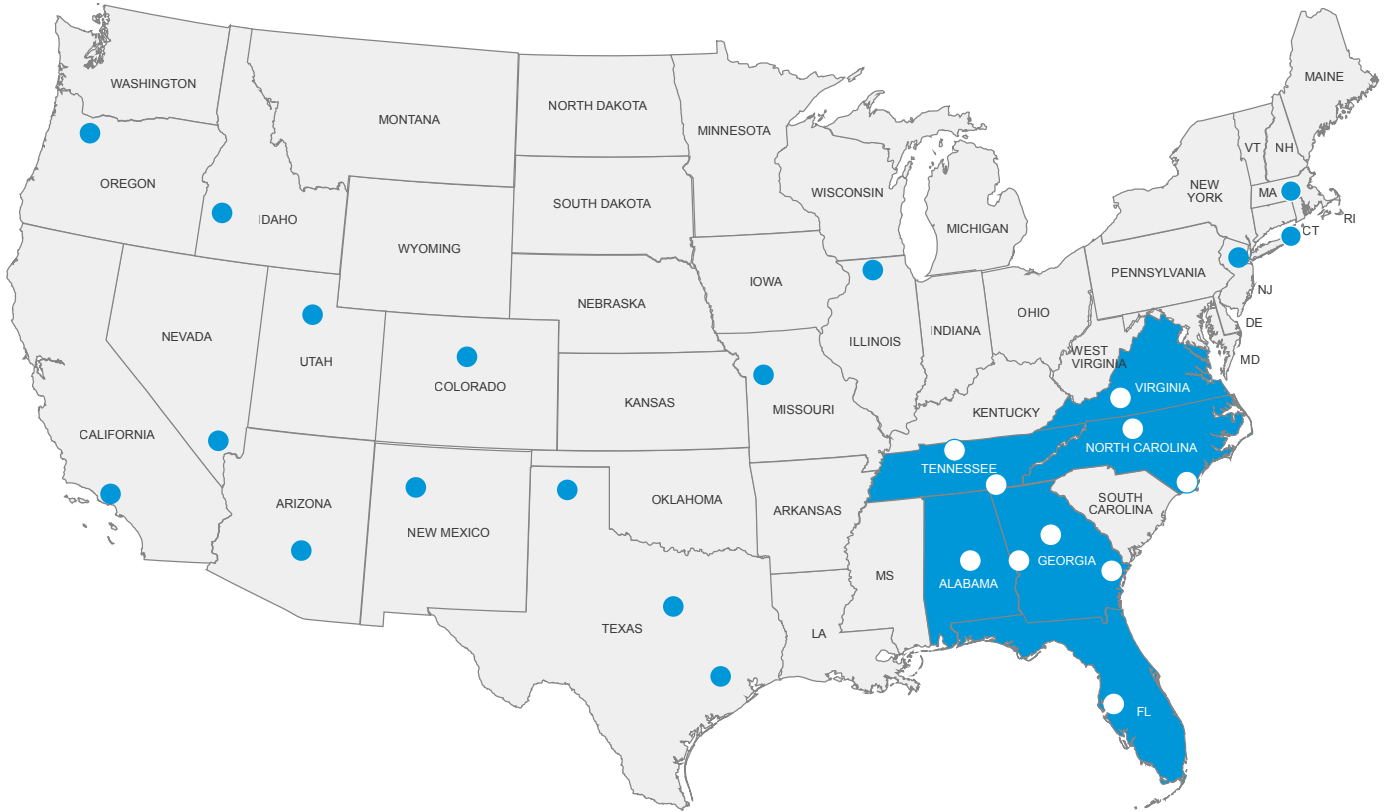 WASHINGTON
MONTANA
NORTH DAKOTA
MINNESOTA
MAINE
VT
NH
OREGON
IDAHO
SOUTH DAKOTA
WISCONSIN
MICHIGAN
NEW
YORK
MA
RI
CT
WYOMING
IOWA
PENNSYLVANIA
NJ
NEBRASKA
NEVADA
UTAH
COLORADO
ILLINOIS
INDIANA
OHIO
DE
MD
WEST
VIRGINIA
VIRGINIA
KANSAS
MISSOURI
KENTUCKY
CALIFORNIA
NORTH CAROLINA
TENNESSEE
ARIZONA
NEW MEXICO
OKLAHOMA
ARKANSAS
SOUTH
CAROLINA
MS
ALABAMA
GEORGIA
TEXAS
LA
FL